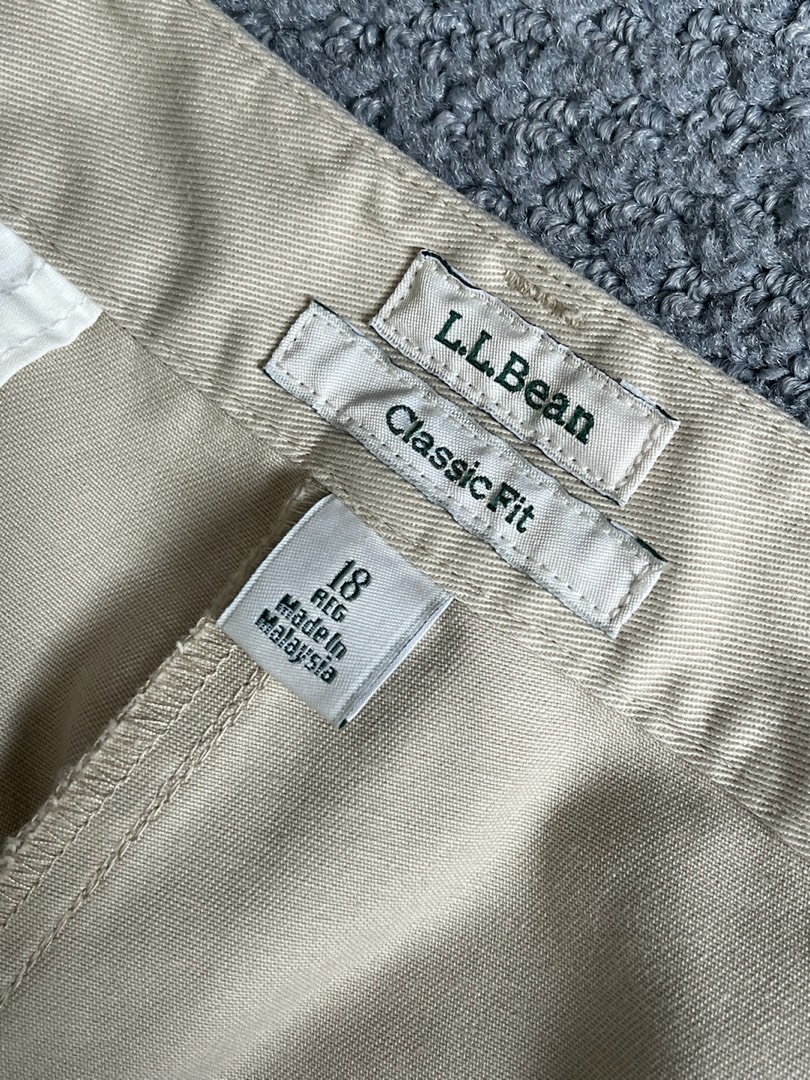 L.L.Bean
Classic Fit
18
REG
Made In
Malaysia